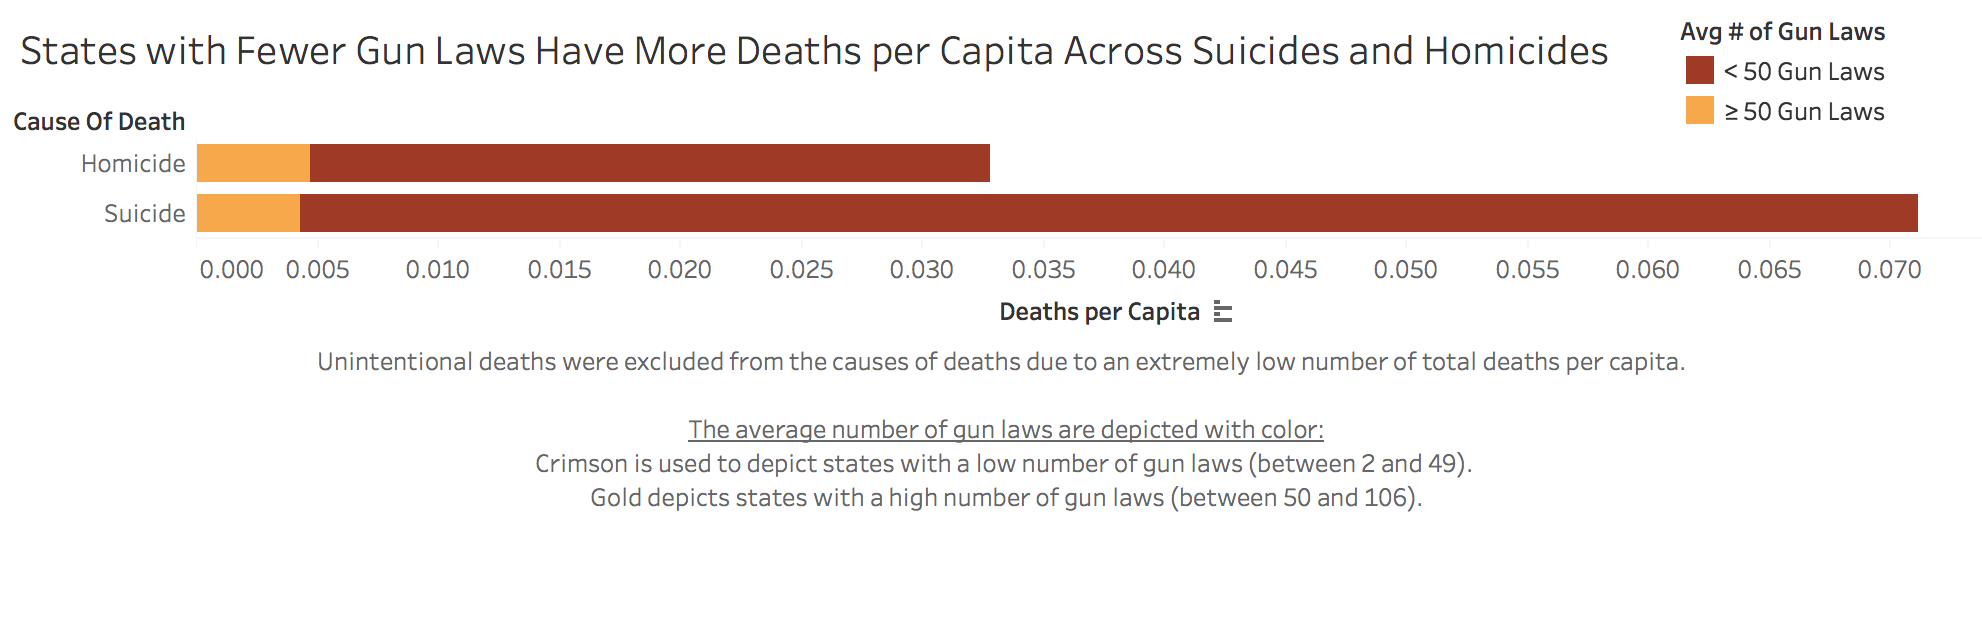 States with Fewer Gun Laws Have More Deaths per Capita Across Suicides and Homicides
Avg # of Gun Laws
< 50 Gun Laws
≥ 50 Gun Laws
Cause Of Death
Homicide
Suicide
0.000 0.005 0.010 0.015 0.020 0.025 0.030 0.035 0.040 0.045 0.050 0.055 0.060 0.065 0.070
Deaths per Capita
Unintentional deaths were excluded from the causes of deaths due to an extremely low number of total deaths per capita.
The average number of gun laws are depicted with color:
Crimson is used to depict states with a low number of gun laws (between 2 and 49).
Gold depicts states with a high number of gun laws (between 50 and 106).